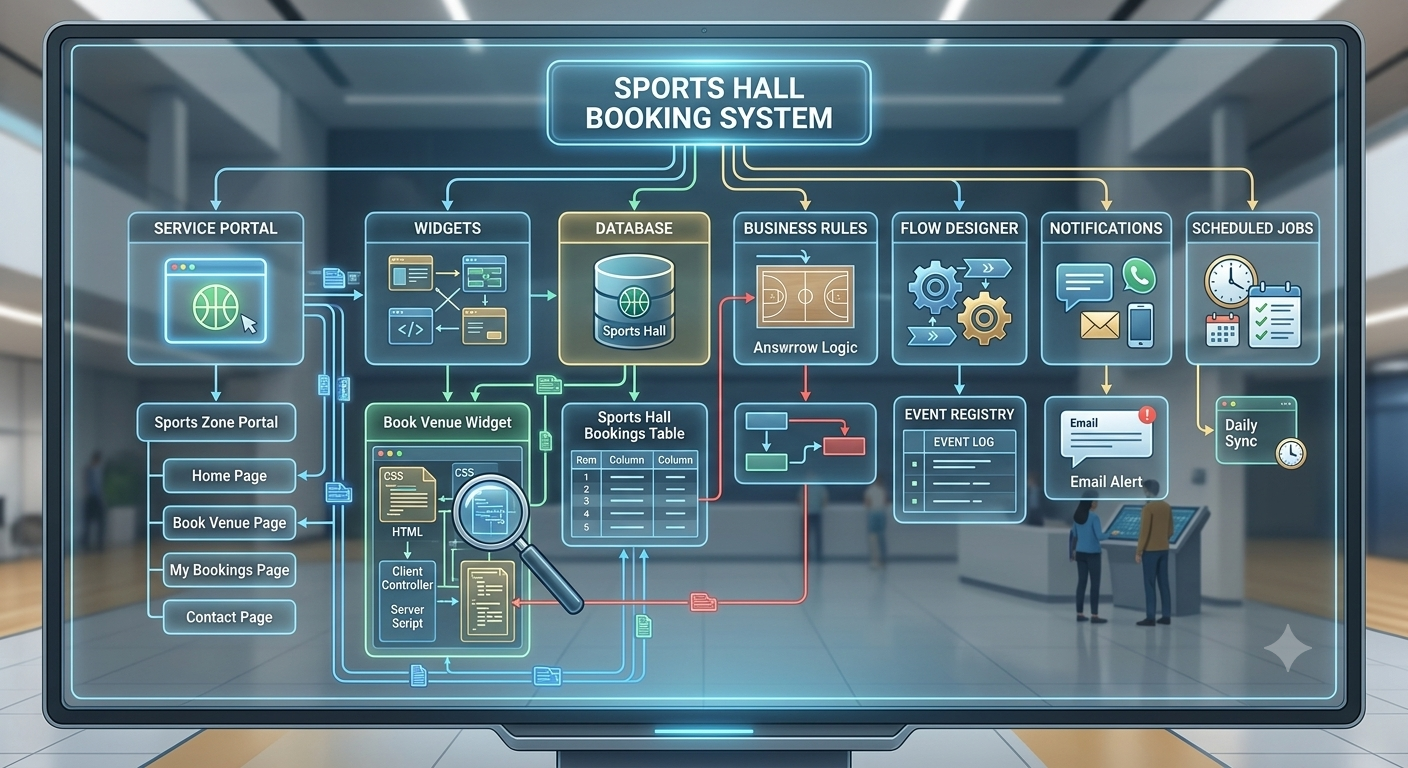 SPORTS HALL
BOOKING SYSTEM
SERVICE PORTAL
WIDGETS
DATABASE
BUSINESS RULES
FLOW DESIGNER
NOTIFICATIONS
SCHEDULED JOBS
</>
Sports Hall
Answrrow Logic
Sports Zone Portal
Home Page
Book Venue Page
My Bookings Page
Contact Page
Book Venue Widget
CSS
CSS
HTML
Client
Controller
Server
Script
Sports Hall
Bookings Table
Rem Column Column
1
2
3
4
5
EVENT REGISTRY
EVENT LOG
Email
!
Email Alert
Daily
Sync